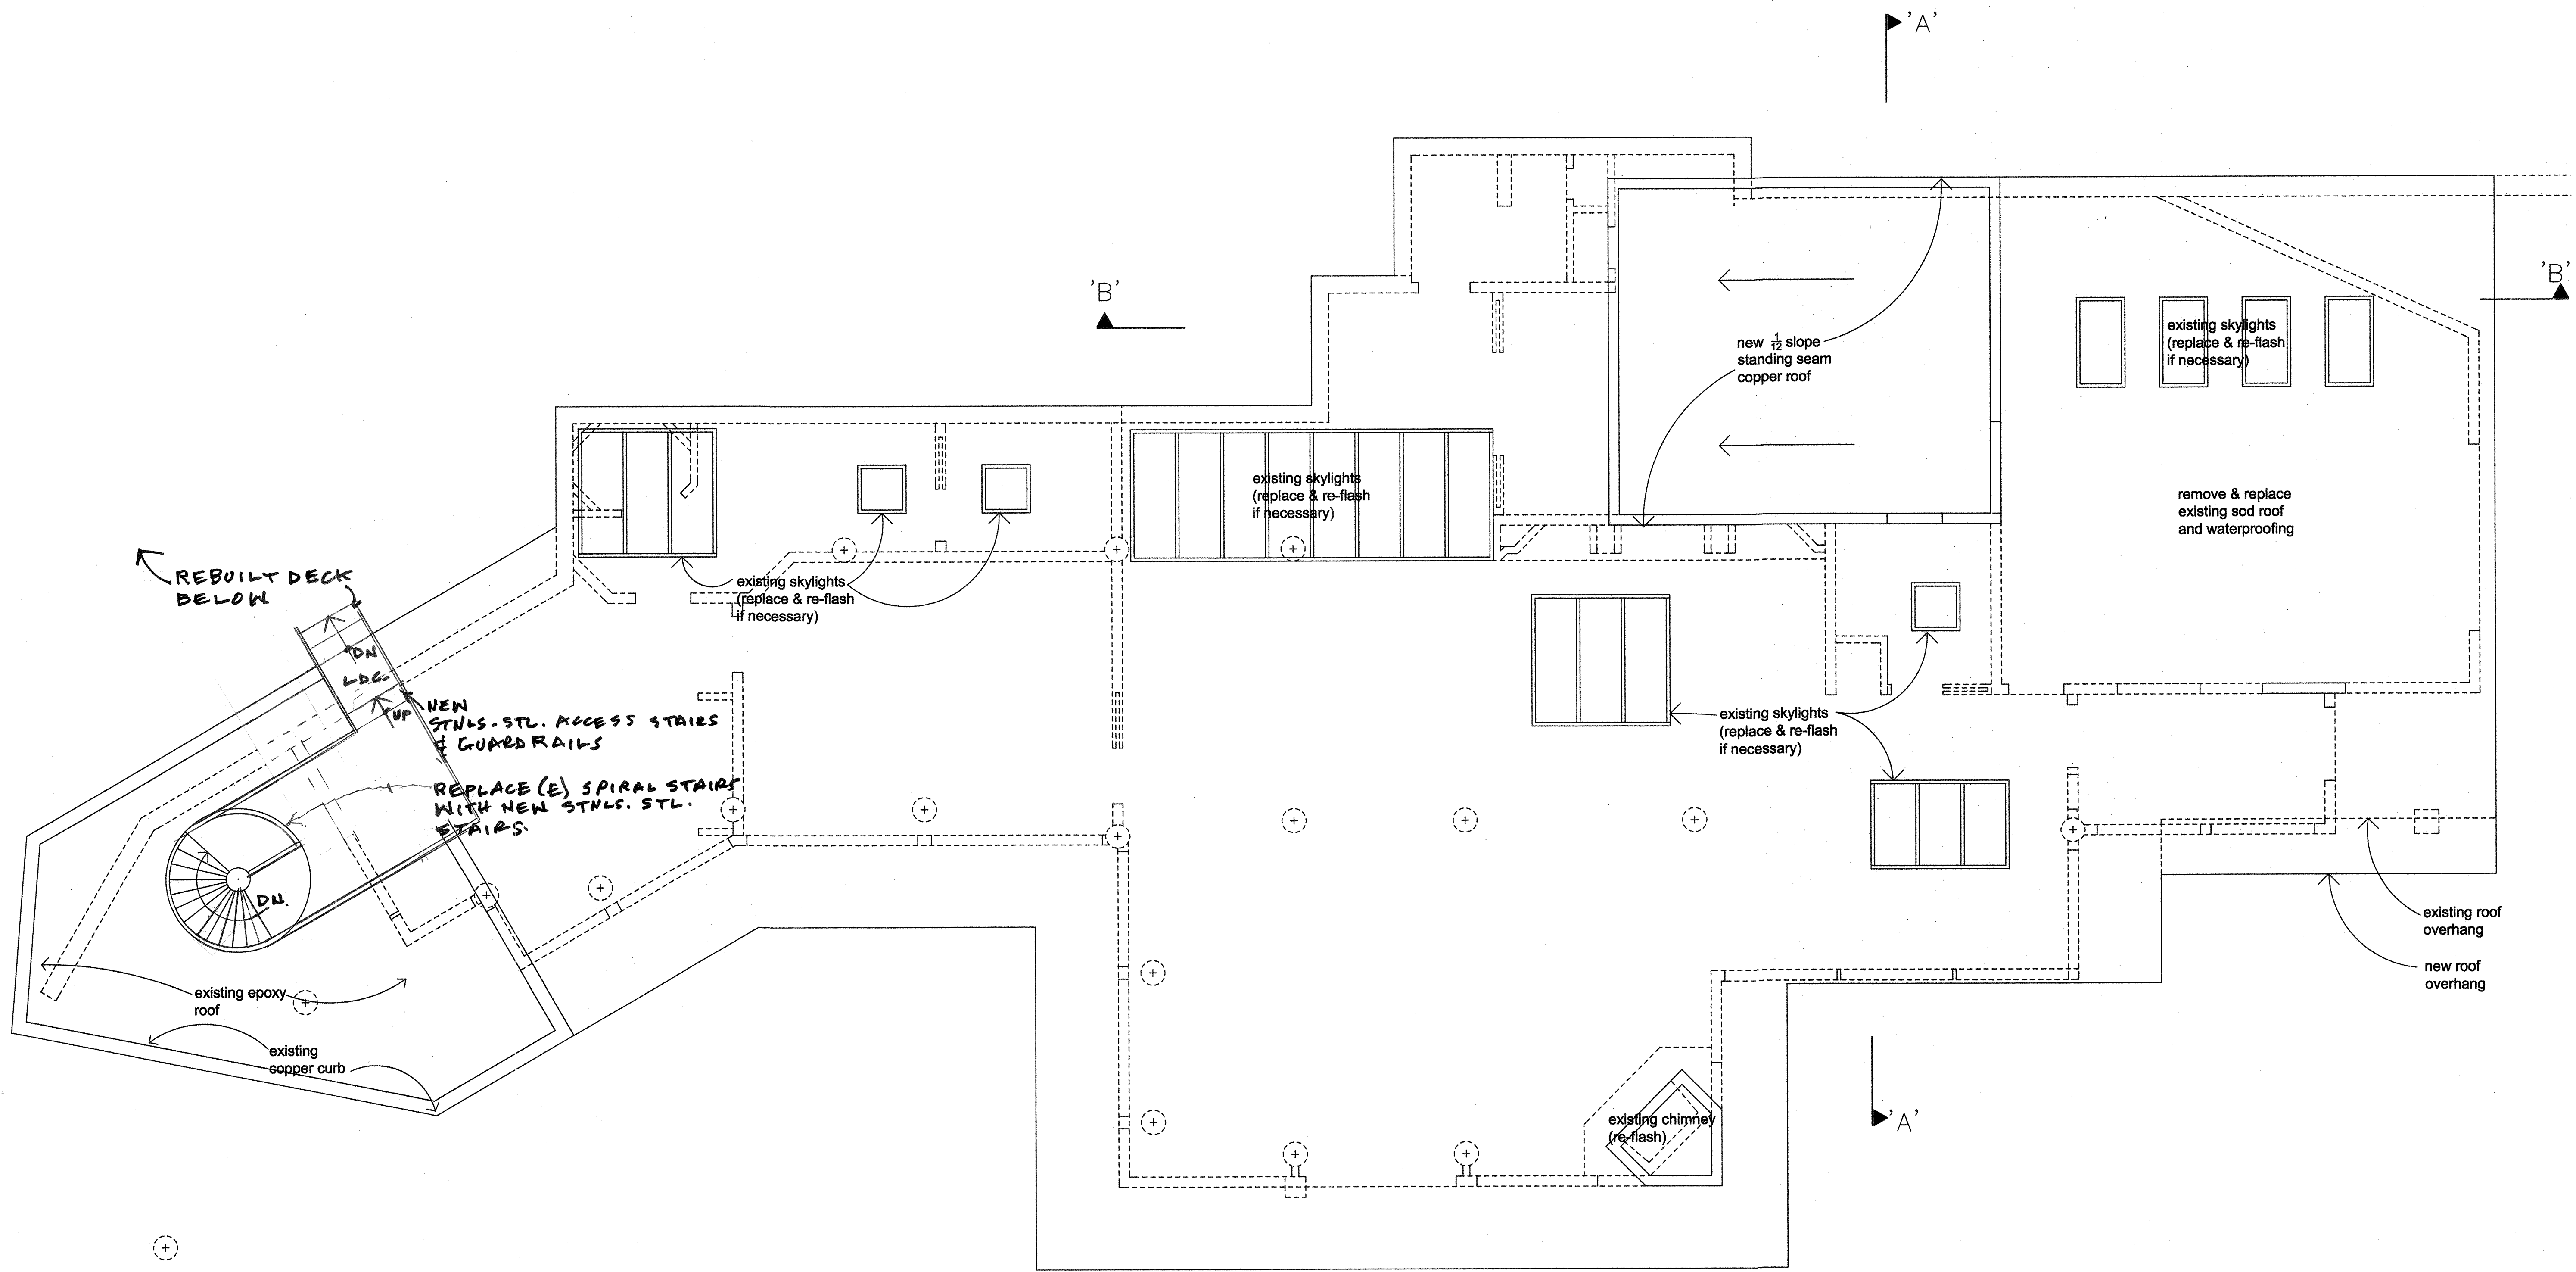 'A'
'B'
'B'
new 1/12 slope
standing seam
copper roof
existing skylights
(replace & re-flash
if necessary)
existing skylights
(replace & re-flash
if necessary)
remove & replace
existing sod roof
and waterproofing
REBUILT DECK
BELOW
existing skylights
(replace & re-flash
if necessary)
DN
LDG.
UP
NEW
STNLS. STL. ACCESS STAIRS
& GUARDRAILS
existing skylights
(replace & re-flash
if necessary)
REPLACE (E) SPIRAL STAIRS
WITH NEW STNLS. STL.
STAIRS.
DN.
existing roof
overhang
new roof
overhang
existing epoxy
roof
existing
copper curb
existing chimney
(re-flash)
'A'